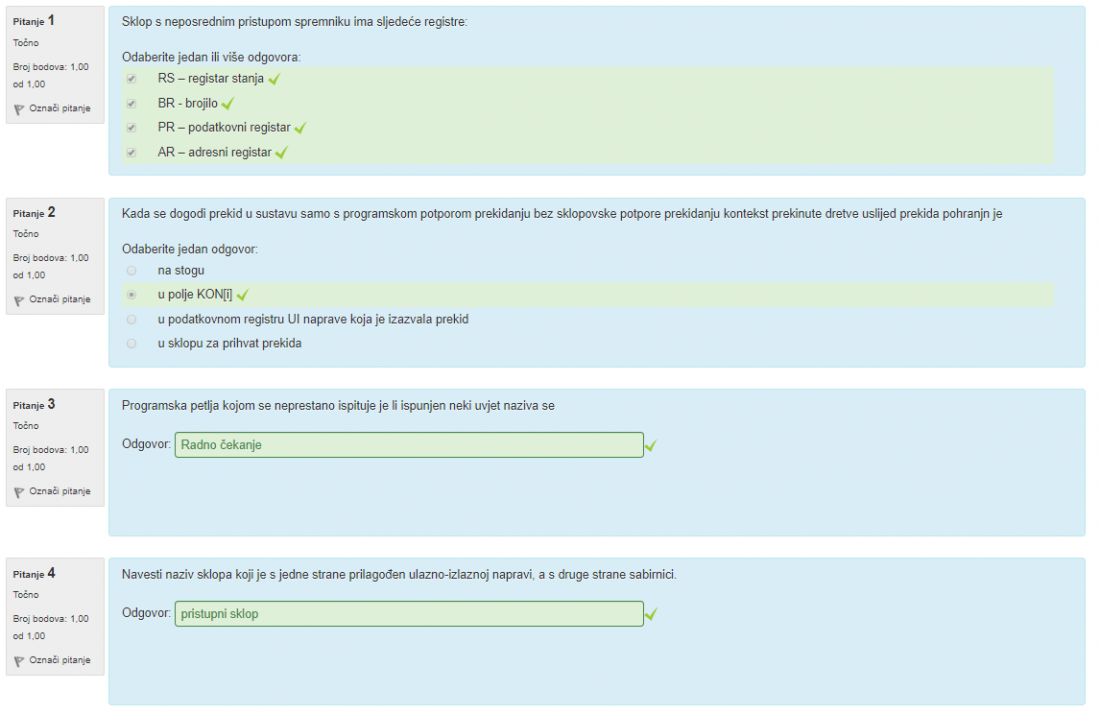 Pitanje 1
Točno
Broj bodova: 1,00
od 1,00
Označi pitanje
Sklop s neposrednim pristupom spremniku ima sljedeće registre:
Odaberite jedan ili više odgovora:
RS – registar stanja
BR - brojilo
PR – podatkovni registar
AR – adresni registar
Pitanje 2
Točno
Broj bodova: 1,00
od 1,00
Označi pitanje
Kada se dogodi prekid u sustavu samo s programskom potporom prekidanju bez sklopovske potpore prekidanju kontekst prekinute dretve uslijed prekida pohranjn je
Odaberite jedan odgovor:
na stogu
u polje KON[i]
u podatkovnom registru UI naprave koja je izazvala prekid
u sklopu za prihvat prekida
Pitanje 3
Točno
Broj bodova: 1,00
od 1,00
Označi pitanje
Programska petlja kojom se neprestano ispituje je li ispunjen neki uvjet naziva se
Odgovor: Radno čekanje
Pitanje 4
Točno
Broj bodova: 1,00
od 1,00
Označi pitanje
Navesti naziv sklopa koji je s jedne strane prilagođen ulazno-izlaznoj napravi, a s druge strane sabirnici.
Odgovor: pristupni sklop